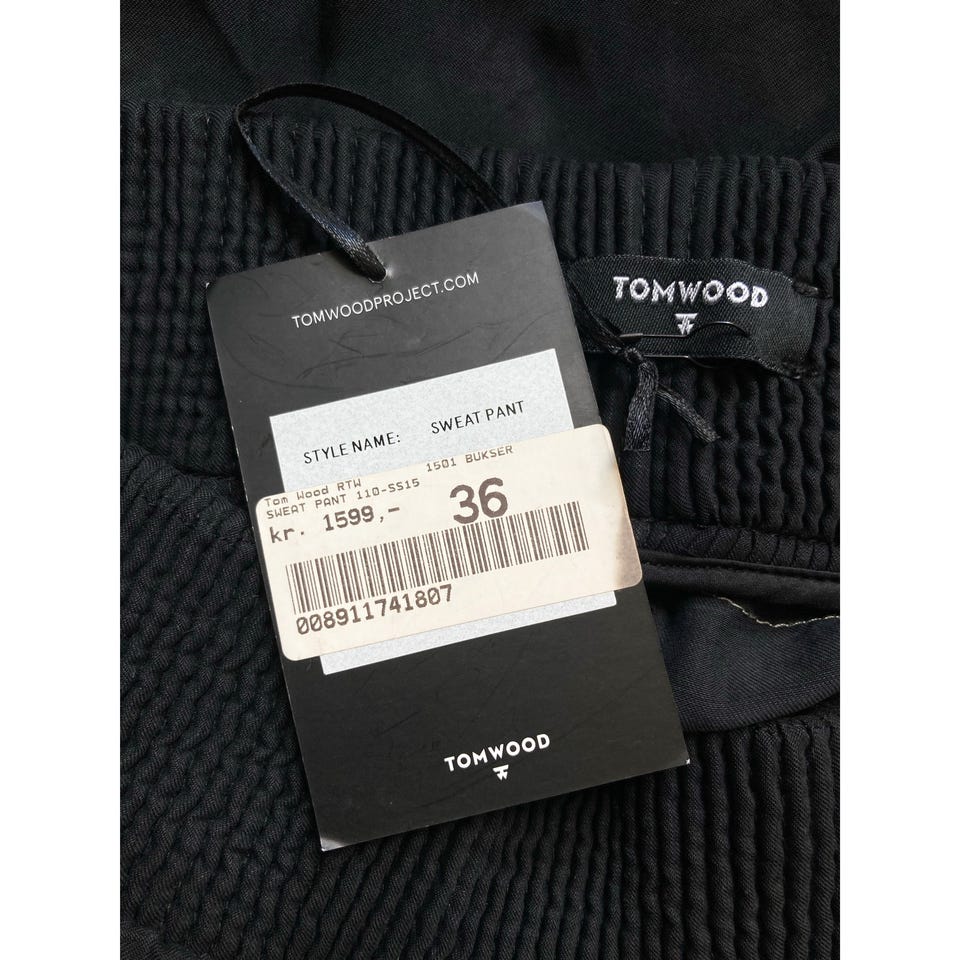 TOMWOODPROJECT.COM
TOMWOOD
STYLE NAME: SWEAT PANT
Tom Wood RTW 1501 BUKSER
SWEAT PANT 110-SS15
kr. 1599,- 36
008911741807
TOMWOOD